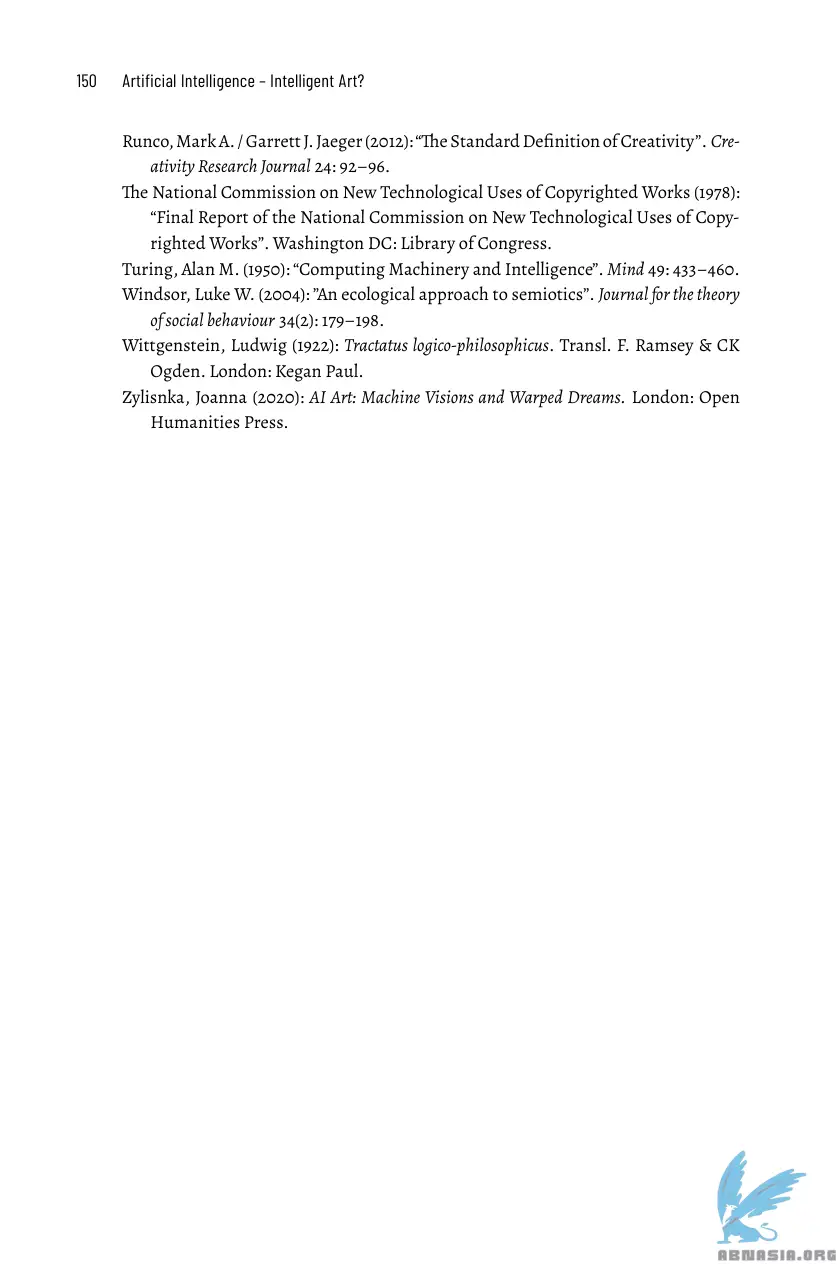 150 Artificial Intelligence – Intelligent Art?
Runco, Mark A. / Garrett J. Jaeger (2012): “The Standard Definition of Creativity”. Cre-
ativity Research Journal 24: 92–96.
The National Commission on New Technological Uses of Copyrighted Works (1978):
“Final Report of the National Commission on New Technological Uses of Copy-
righted Works”. Washington DC: Library of Congress.
Turing, Alan M. (1950): “Computing Machinery and Intelligence”. Mind 49: 433–460.
Windsor, Luke W. (2004): ”An ecological approach to semiotics”. Journal for the theory
of social behaviour 34(2): 179–198.
Wittgenstein, Ludwig (1922): Tractatus logico-philosophicus. Transl. F. Ramsey & CK
Ogden. London: Kegan Paul.
Zylisnka, Joanna (2020): AI Art: Machine Visions and Warped Dreams. London: Open
Humanities Press.
ABNASIA.ORG